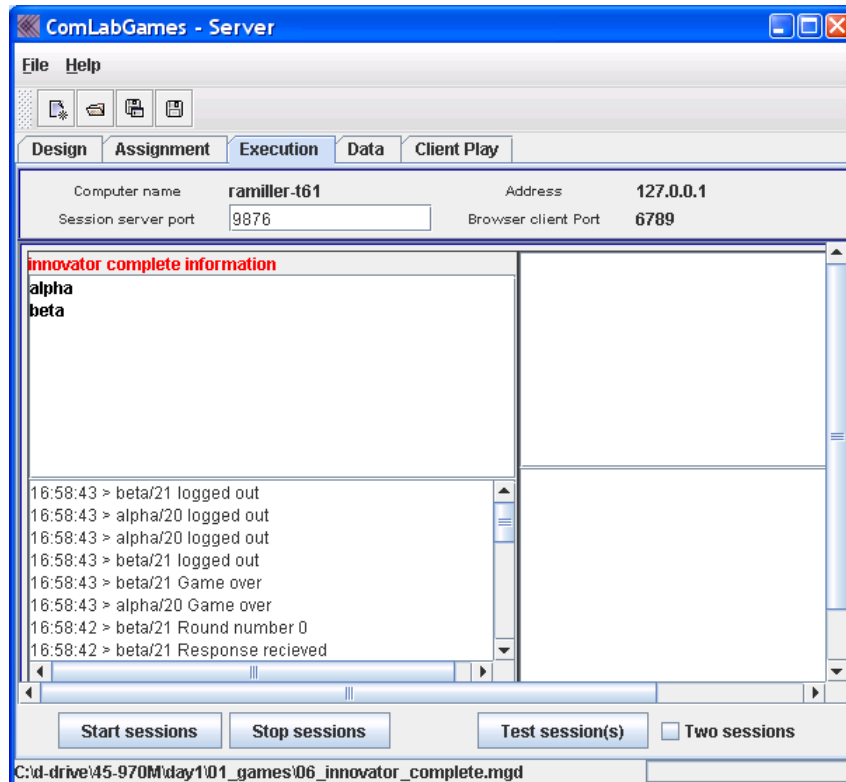 ComLabGames - Server
File Help
Design Assignment Execution Data Client Play
Computer name ramiller-t61 Address 127.0.0.1
Session server port 9876 Browser client Port 6789
innovator complete information
alpha
beta
16:58:43 > beta/21 logged out
16:58:43 > alpha/20 logged out
16:58:43 > alpha/20 logged out
16:58:43 > beta/21 logged out
16:58:43 > beta/21 Game over
16:58:43 > alpha/20 Game over
16:58:42 > beta/21 Round number 0
16:58:42 > beta/21 Response recieved
Start sessions Stop sessions Test session(s) Two sessions
C:\d-drive\45-970M\day1\01_games\06_innovator_complete.mgd